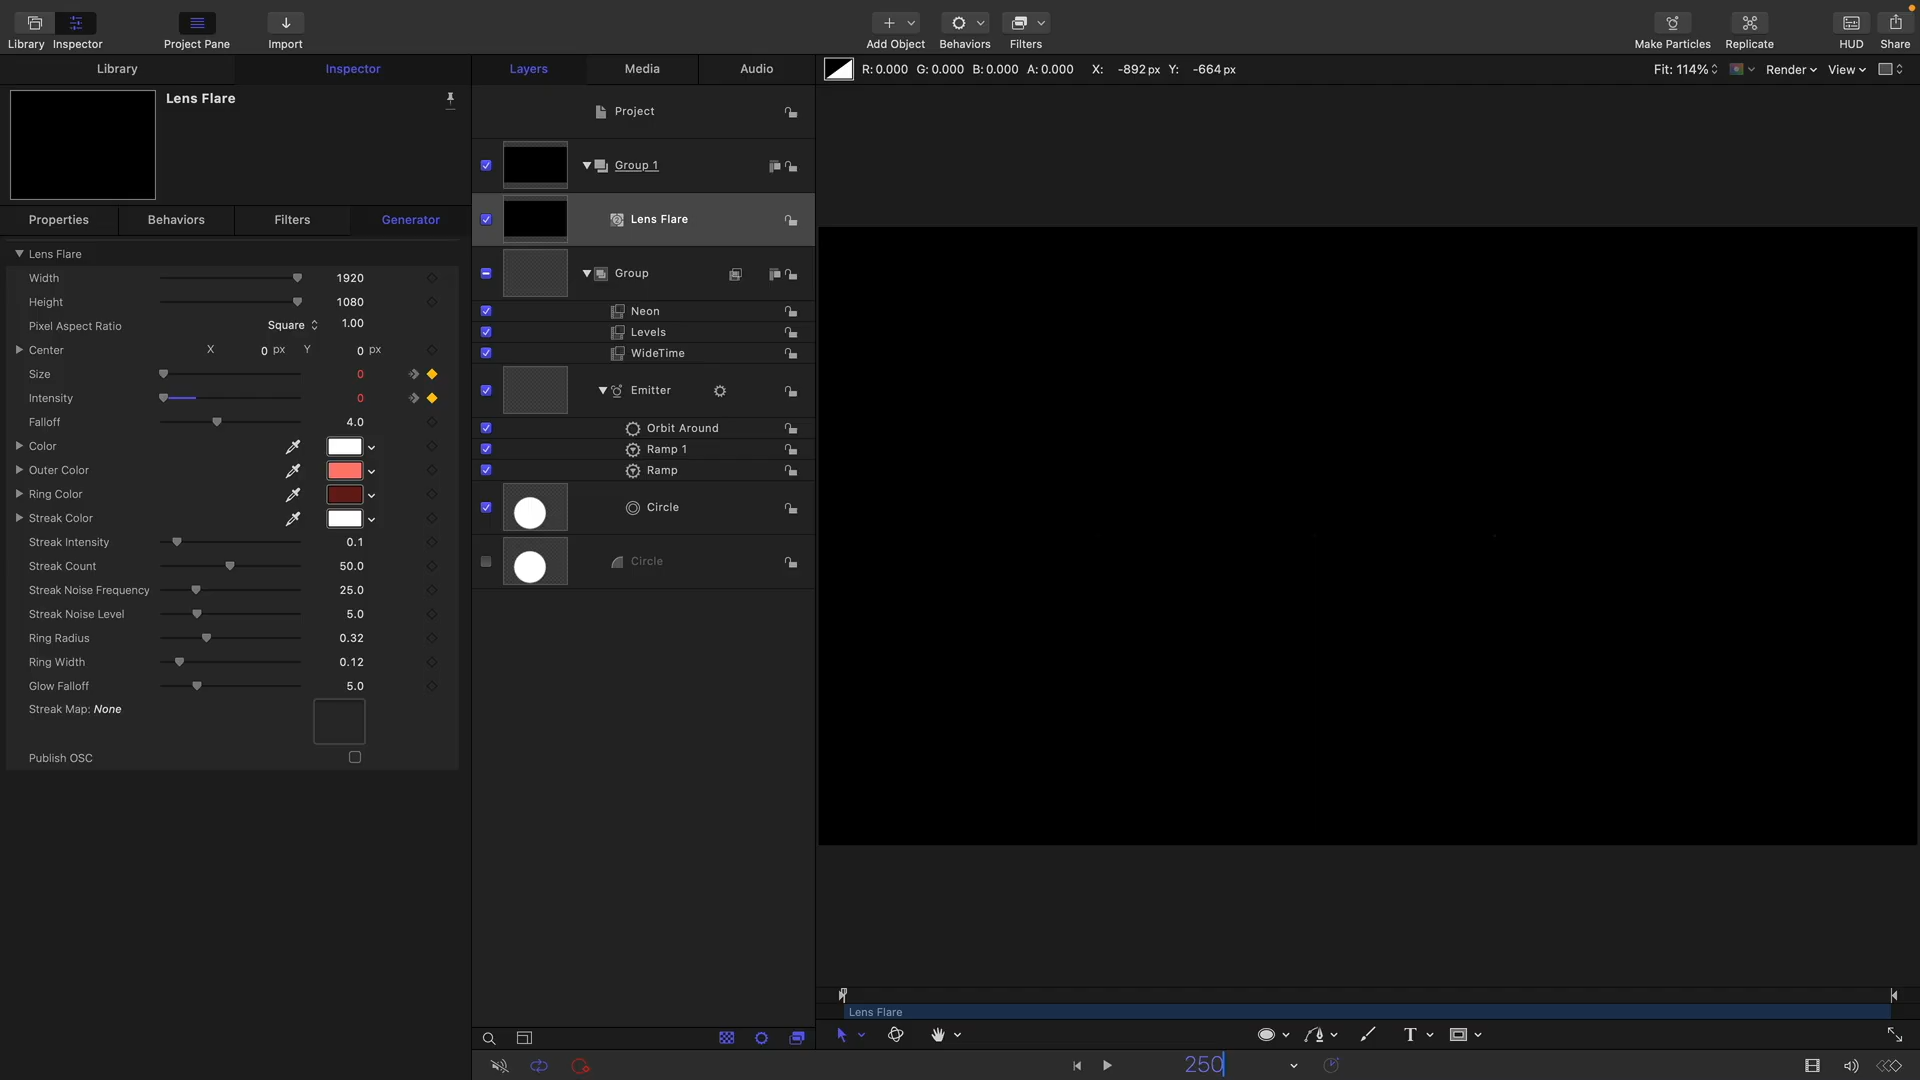 Library Inspector Project Pane Import Add Object Behaviors Filters Make Particles Replicate HUD Share
Library Inspector Layers Media Audio R: 0.000 G: 0.000 B: 0.000 A: 0.000 X: -892 px Y: -664 px Fit: 114% Render View
Lens Flare
Properties Behaviors Filters Generator
Lens Flare
Width 1920
Height 1080
Pixel Aspect Ratio Square 1.00
Center X 0 px Y 0 px
Size 0
Intensity 0
Falloff 4.0
Color
Outer Color
Ring Color
Streak Color
Streak Intensity 0.1
Streak Count 50.0
Streak Noise Frequency 25.0
Streak Noise Level 5.0
Ring Radius 0.32
Ring Width 0.12
Glow Falloff 5.0
Streak Map: None
Publish OSC
Project
Group 1
Lens Flare
Group
Neon
Levels
WideTime
Emitter
Orbit Around
Ramp 1
Ramp
Circle
Circle
Lens Flare
T
250